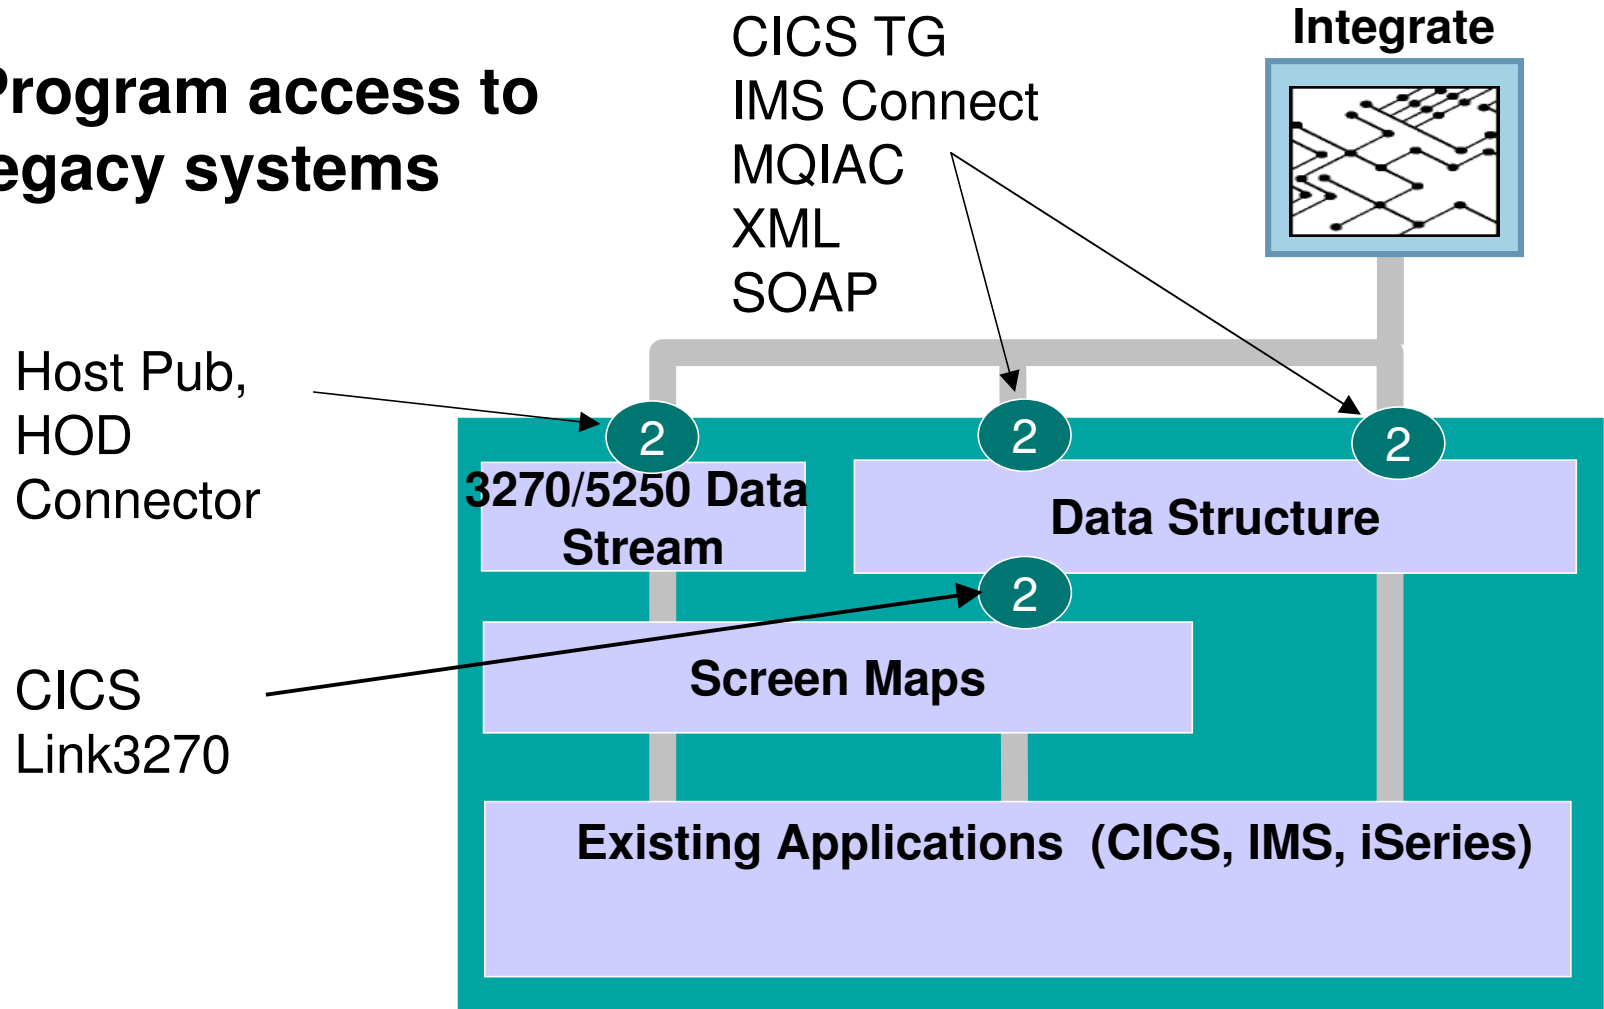 Program access to
egacy systems
CICS TG
IMS Connect
MQIAC
XML
SOAP
Integrate
Host Pub,
HOD
Connector
2
2
2
3270/5250 Data
Stream
Data Structure
2
CICS
Link3270
Screen Maps
Existing Applications (CICS, IMS, iSeries)